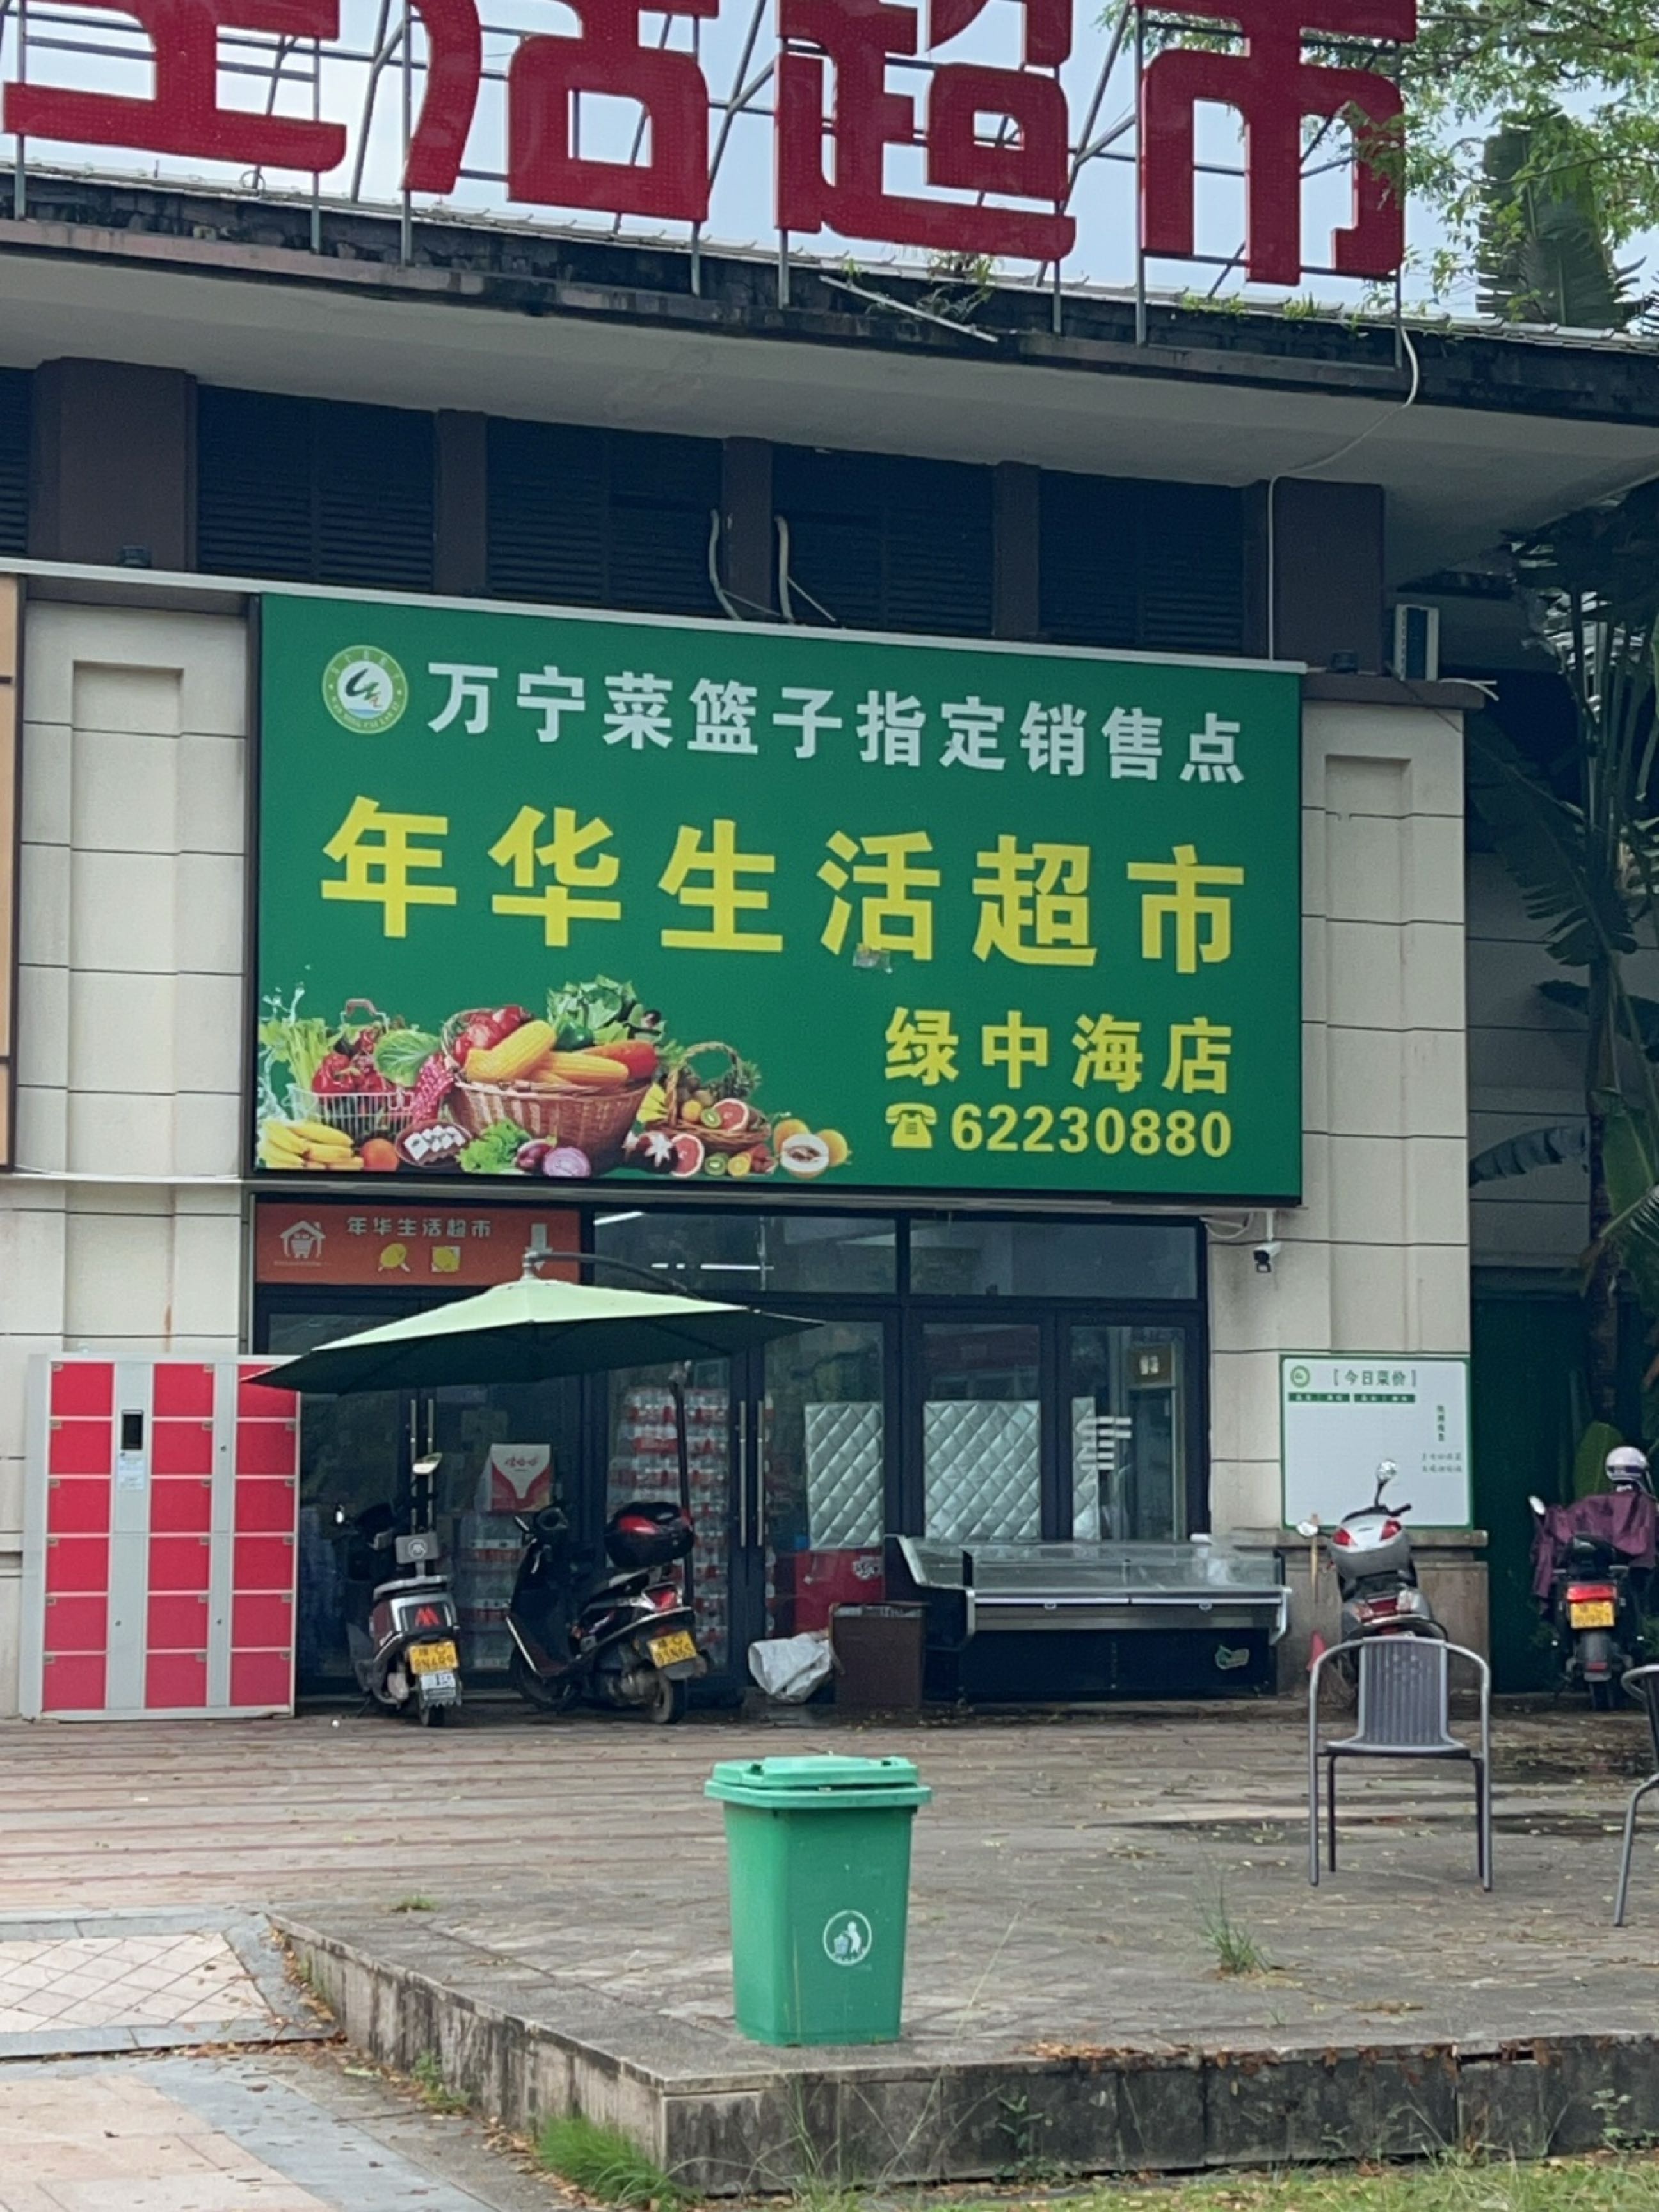 生活超市
万宁菜篮子指定销售点
年华生活超市
绿中海店
☎62230880
年华生活超市
[今日菜价]